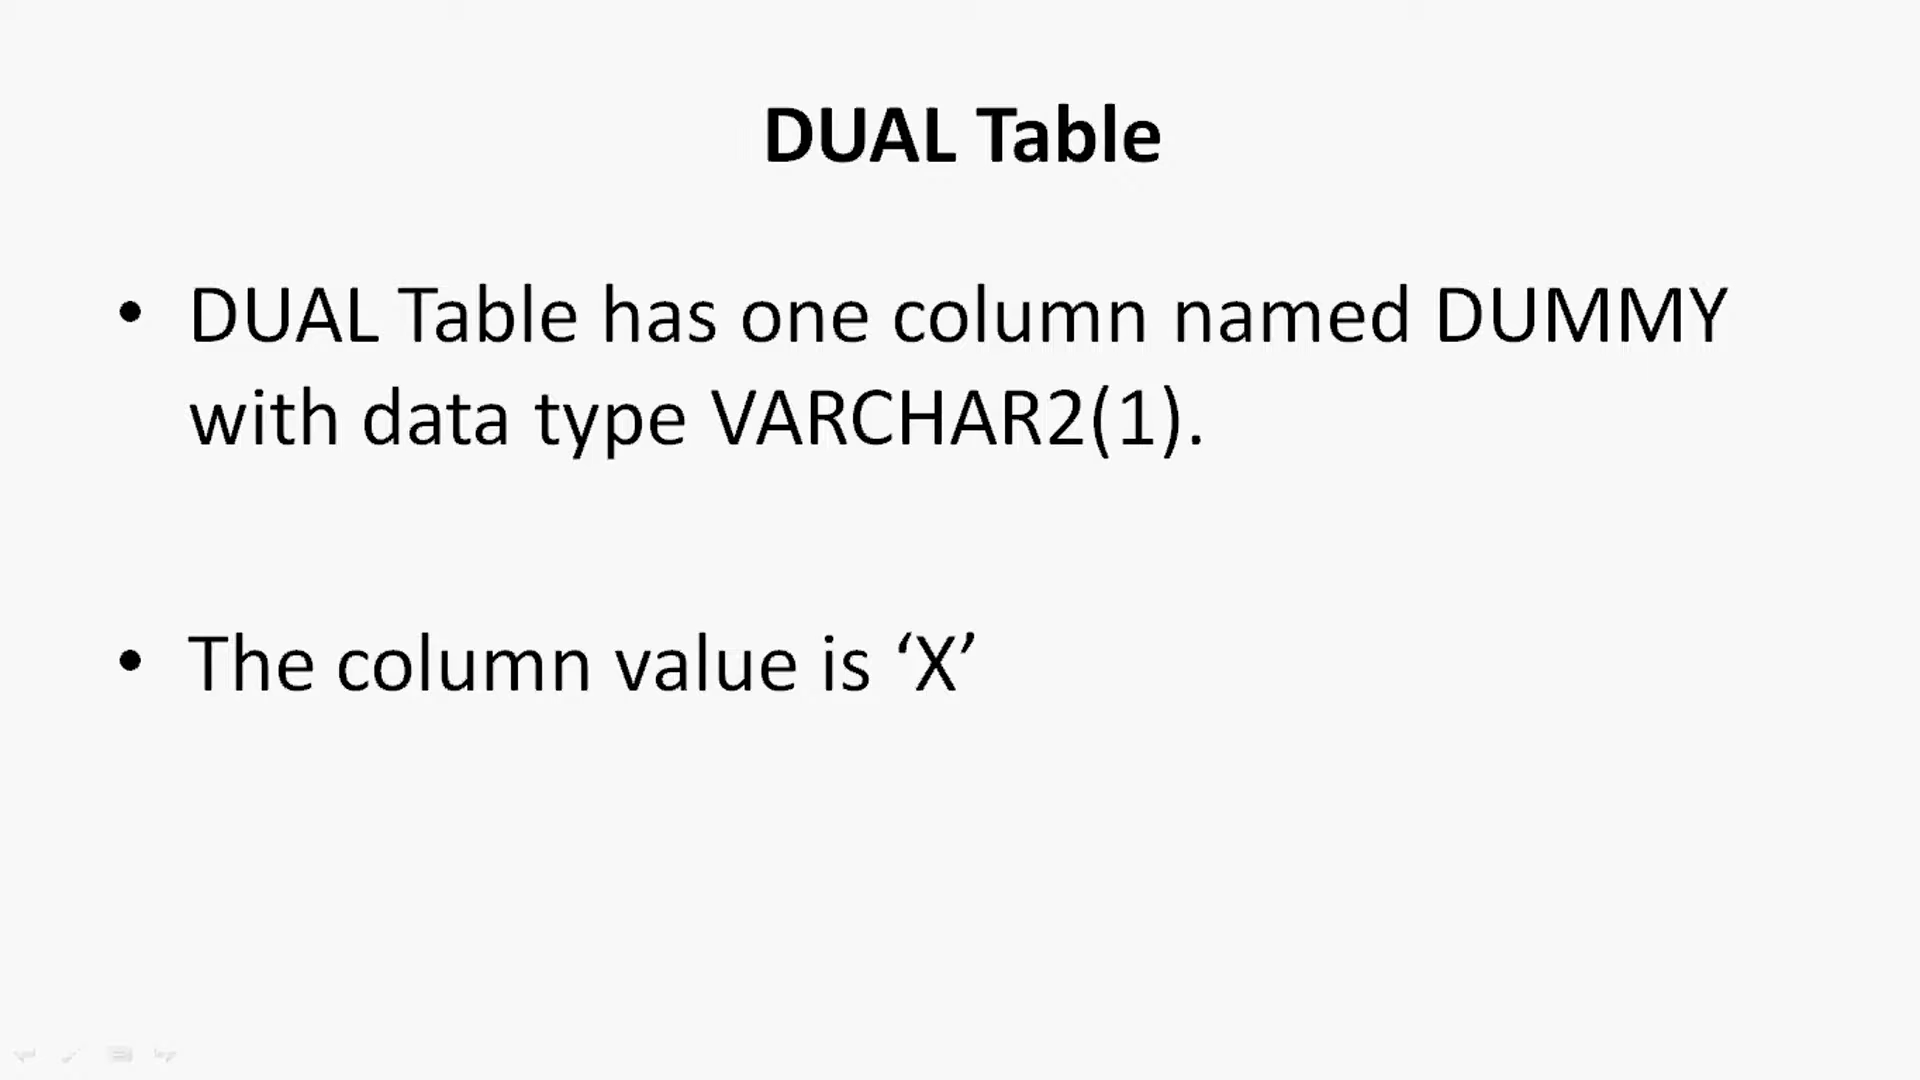 DUAL Table
• DUAL Table has one column named DUMMY
with data type VARCHAR2(1).
• The column value is ‘X’